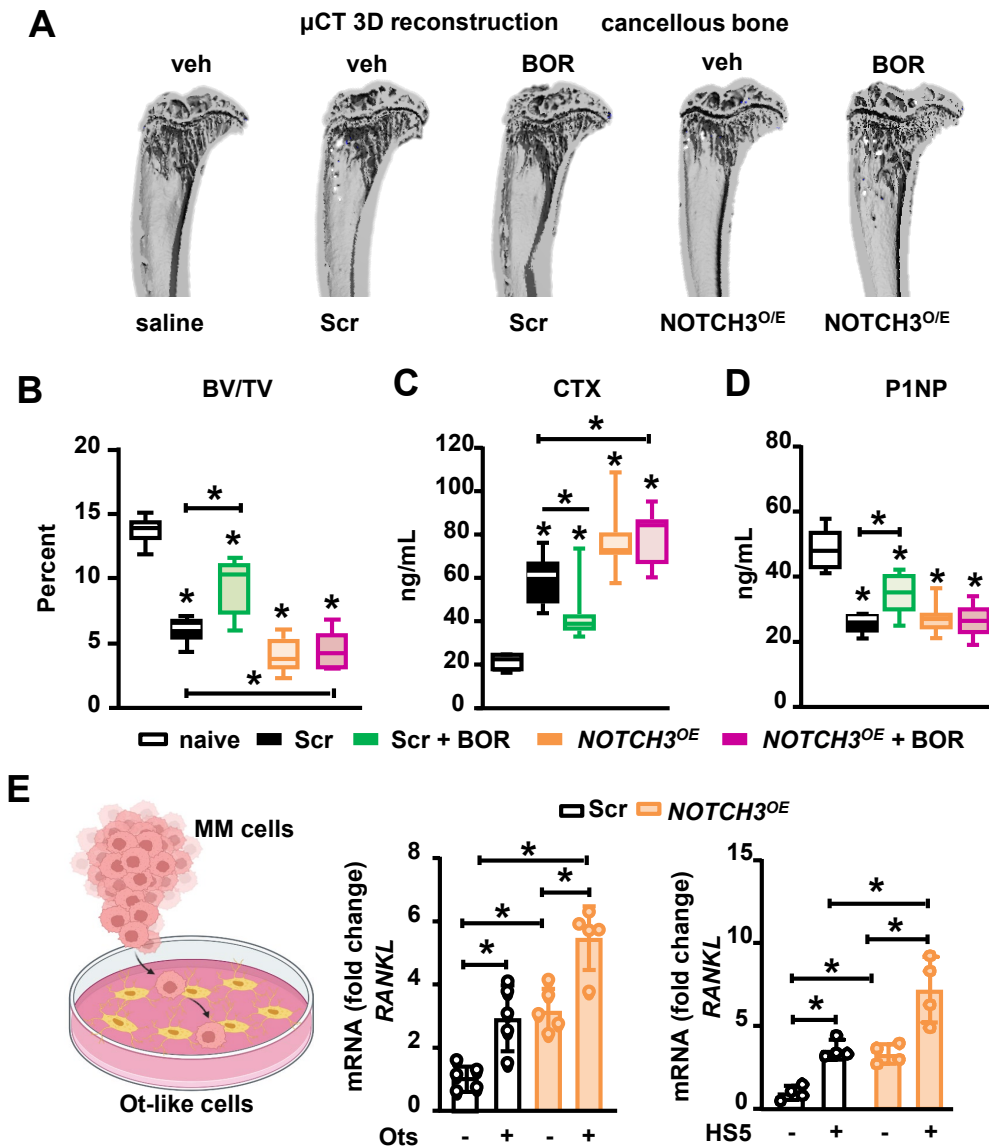 A
µCT 3D reconstruction cancellous bone
veh veh BOR veh BOR
saline Scr Scr NOTCH3O/E NOTCH3O/E
B BV/TV
Percent
20
15
10
5
0
* * * * * *
C CTX
ng/mL
120
100
80
60
40
20
0
* * * * * *
D P1NP
ng/mL
80
60
40
20
0
* * * * *
naive Scr Scr + BOR NOTCH3OE NOTCH3OE + BOR
E
MM cells
Ot-like cells
Scr NOTCH3OE
mRNA (fold change)
RANKL
8
6
4
2
0
* * * *
Ots - + - +
mRNA (fold change)
RANKL
15
10
5
0
* * * *
HS5 - + - +